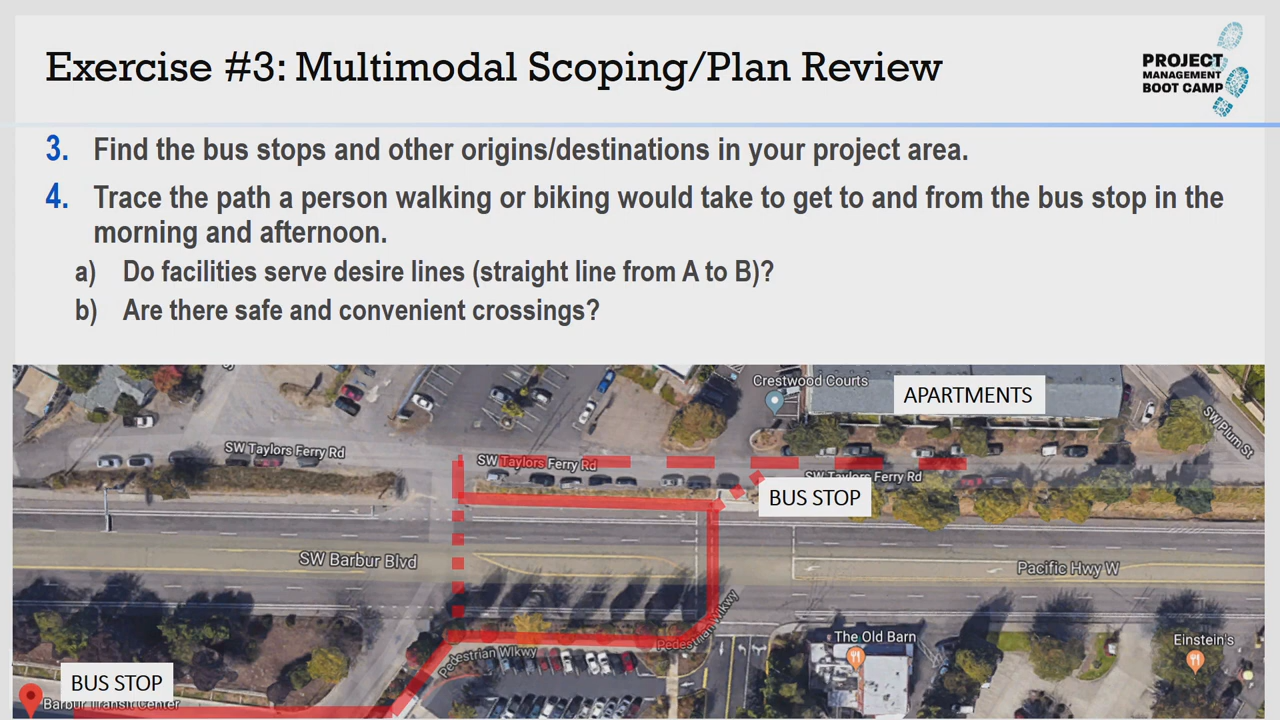 Exercise #3: Multimodal Scoping/Plan Review
PROJECT
MANAGEMENT
BOOT CAMP
3. Find the bus stops and other origins/destinations in your project area.
4. Trace the path a person walking or biking would take to get to and from the bus stop in the
morning and afternoon.
a) Do facilities serve desire lines (straight line from A to B)?
b) Are there safe and convenient crossings?
Crestwood Courts
APARTMENTS
SW Plum St
SW Taylors Ferry Rd
SW Taylors Ferry Rd
SW Taylors Ferry Rd
BUS STOP
SW Barbur Blvd
Pacific Hwy W
Pedestrian Wlkwy
Pedestrian Wlkwy
The Old Barn
Einstein's
BUS STOP
Barbur Transit Center